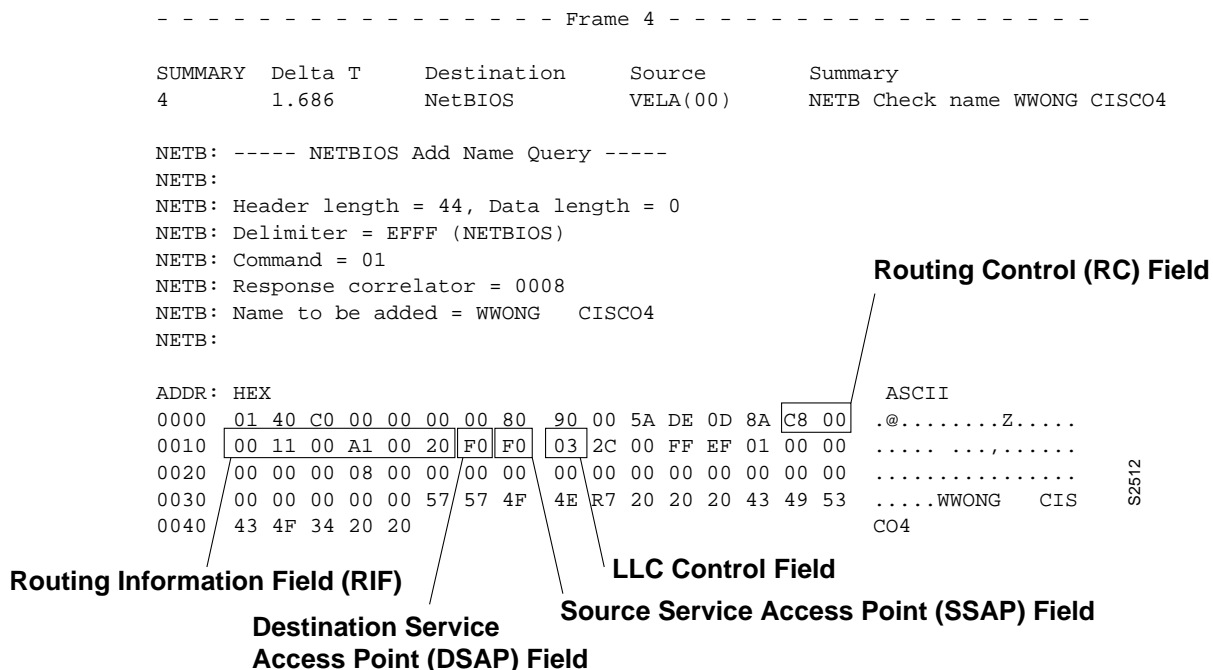 - - - - - - - - - - - - - - - - - Frame 4 - - - - - - - - - - - - - - - - - -
SUMMARY Delta T Destination Source Summary
4 1.686 NetBIOS VELA(00) NETB Check name WWONG CISCO4
NETB: ----- NETBIOS Add Name Query -----
NETB:
NETB: Header length = 44, Data length = 0
NETB: Delimiter = EFFF (NETBIOS)
NETB: Command = 01
NETB: Response correlator = 0008
NETB: Name to be added = WWONG CISCO4
NETB:
Routing Control (RC) Field
ADDR: HEX ASCII
0000 01 40 C0 00 00 00 00 80 90 00 5A DE 0D 8A C8 00 .@........Z.....
0010 00 11 00 A1 00 20 F0 F0 03 2C 00 FF EF 01 00 00 ..... ...,......
0020 00 00 00 08 00 00 00 00 00 00 00 00 00 00 00 00 ................
0030 00 00 00 00 00 57 57 4F 4E R7 20 20 20 43 49 53 .....WWONG CIS
0040 43 4F 34 20 20 CO4
S2512
Routing Information Field (RIF)
LLC Control Field
Source Service Access Point (SSAP) Field
Destination Service
Access Point (DSAP) Field